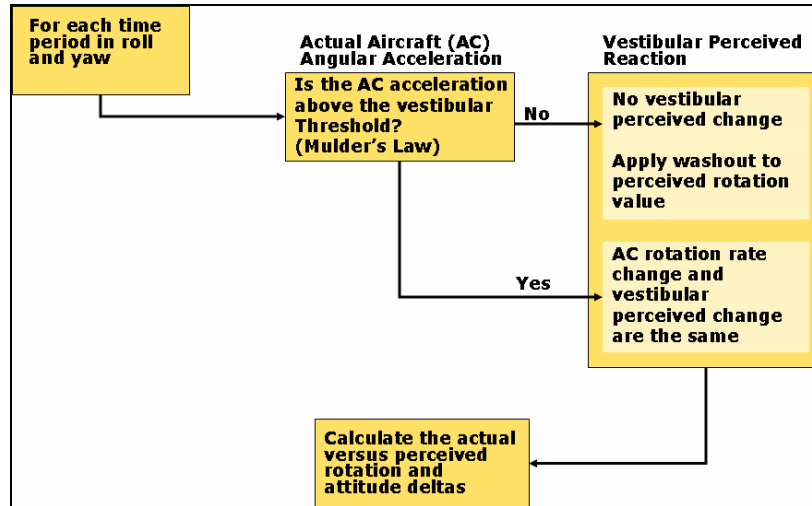 For each time
period in roll
and yaw
Actual Aircraft (AC)
Angular Acceleration
Vestibular Perceived
Reaction
Is the AC acceleration
above the vestibular
Threshold?
(Mulder's Law)
No
No vestibular
perceived change
Apply washout to
perceived rotation
value
Yes
AC rotation rate
change and
vestibular
perceived change
are the same
Calculate the actual
versus perceived
rotation and
attitude deltas